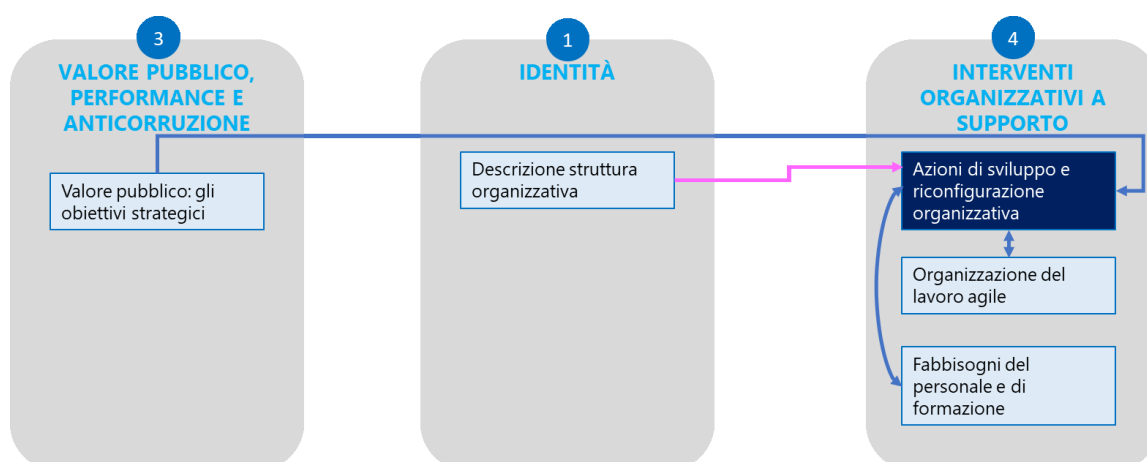 3
VALORE PUBBLICO,
PERFORMANCE E
ANTICORRUZIONE
Valore pubblico: gli
obiettivi strategici
1
IDENTITÀ
Descrizione struttura
organizzativa
4
INTERVENTI
ORGANIZZATIVI A
SUPPORTO
Azioni di sviluppo e
riconfigurazione
organizzativa
Organizzazione del
lavoro agile
Fabbisogni del
personale e di
formazione